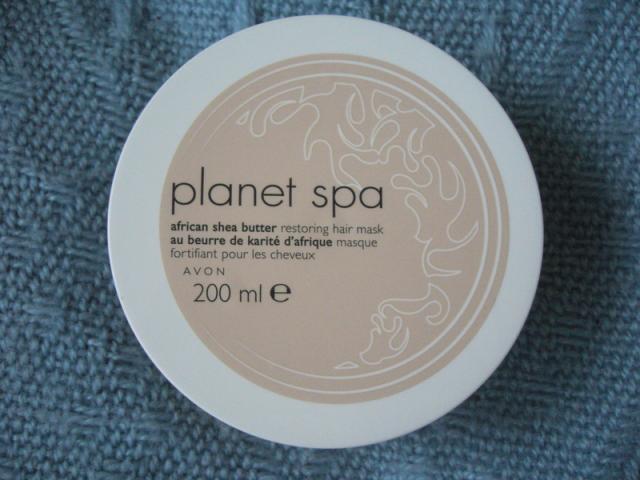 planet spa
african shea butter restoring hair mask
au beurre de karité d'afrique masque
fortifiant pour les cheveux
AVON
200 ml ℮